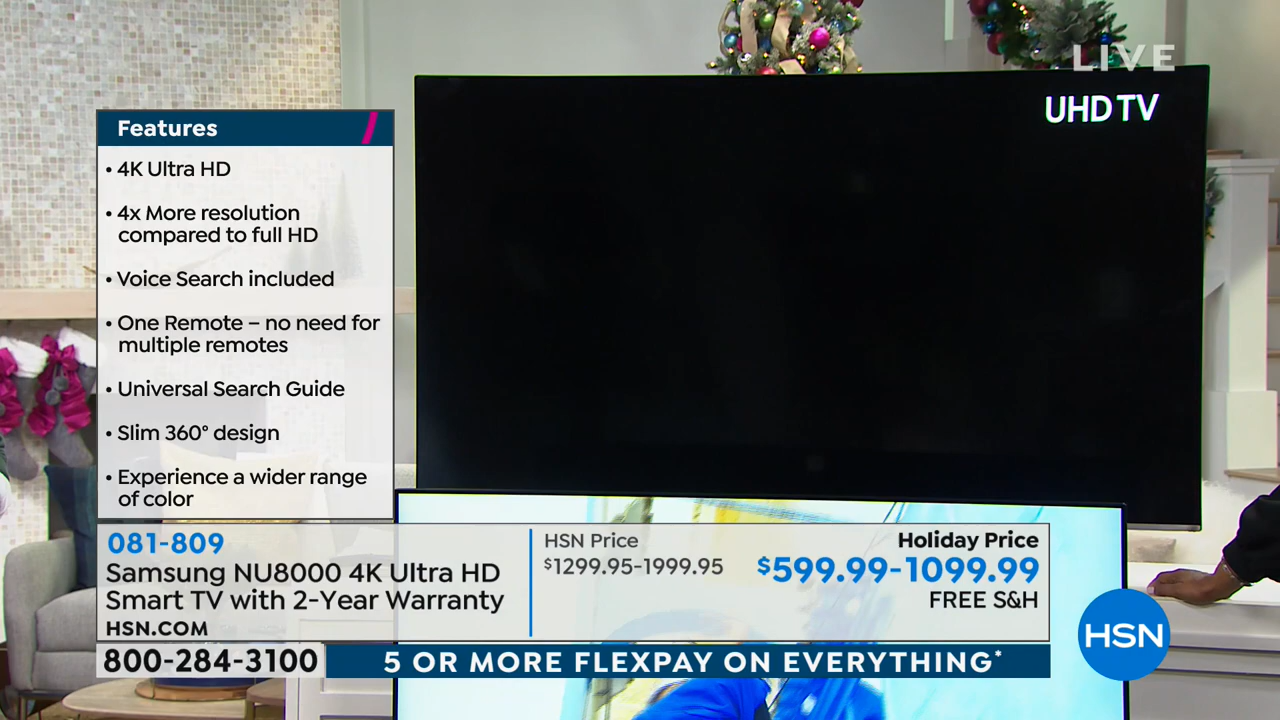 LIVE
UHD TV
Features
• 4K Ultra HD
• 4x More resolution
compared to full HD
• Voice Search included
• One Remote – no need for
multiple remotes
• Universal Search Guide
• Slim 360° design
• Experience a wider range
of color
081-809
Samsung NU8000 4K Ultra HD
Smart TV with 2-Year Warranty
HSN.COM
HSN Price
$1299.95-1999.95
Holiday Price
$599.99-1099.99
FREE S&H
800-284-3100
5 OR MORE FLEXPAY ON EVERYTHING*
HSN